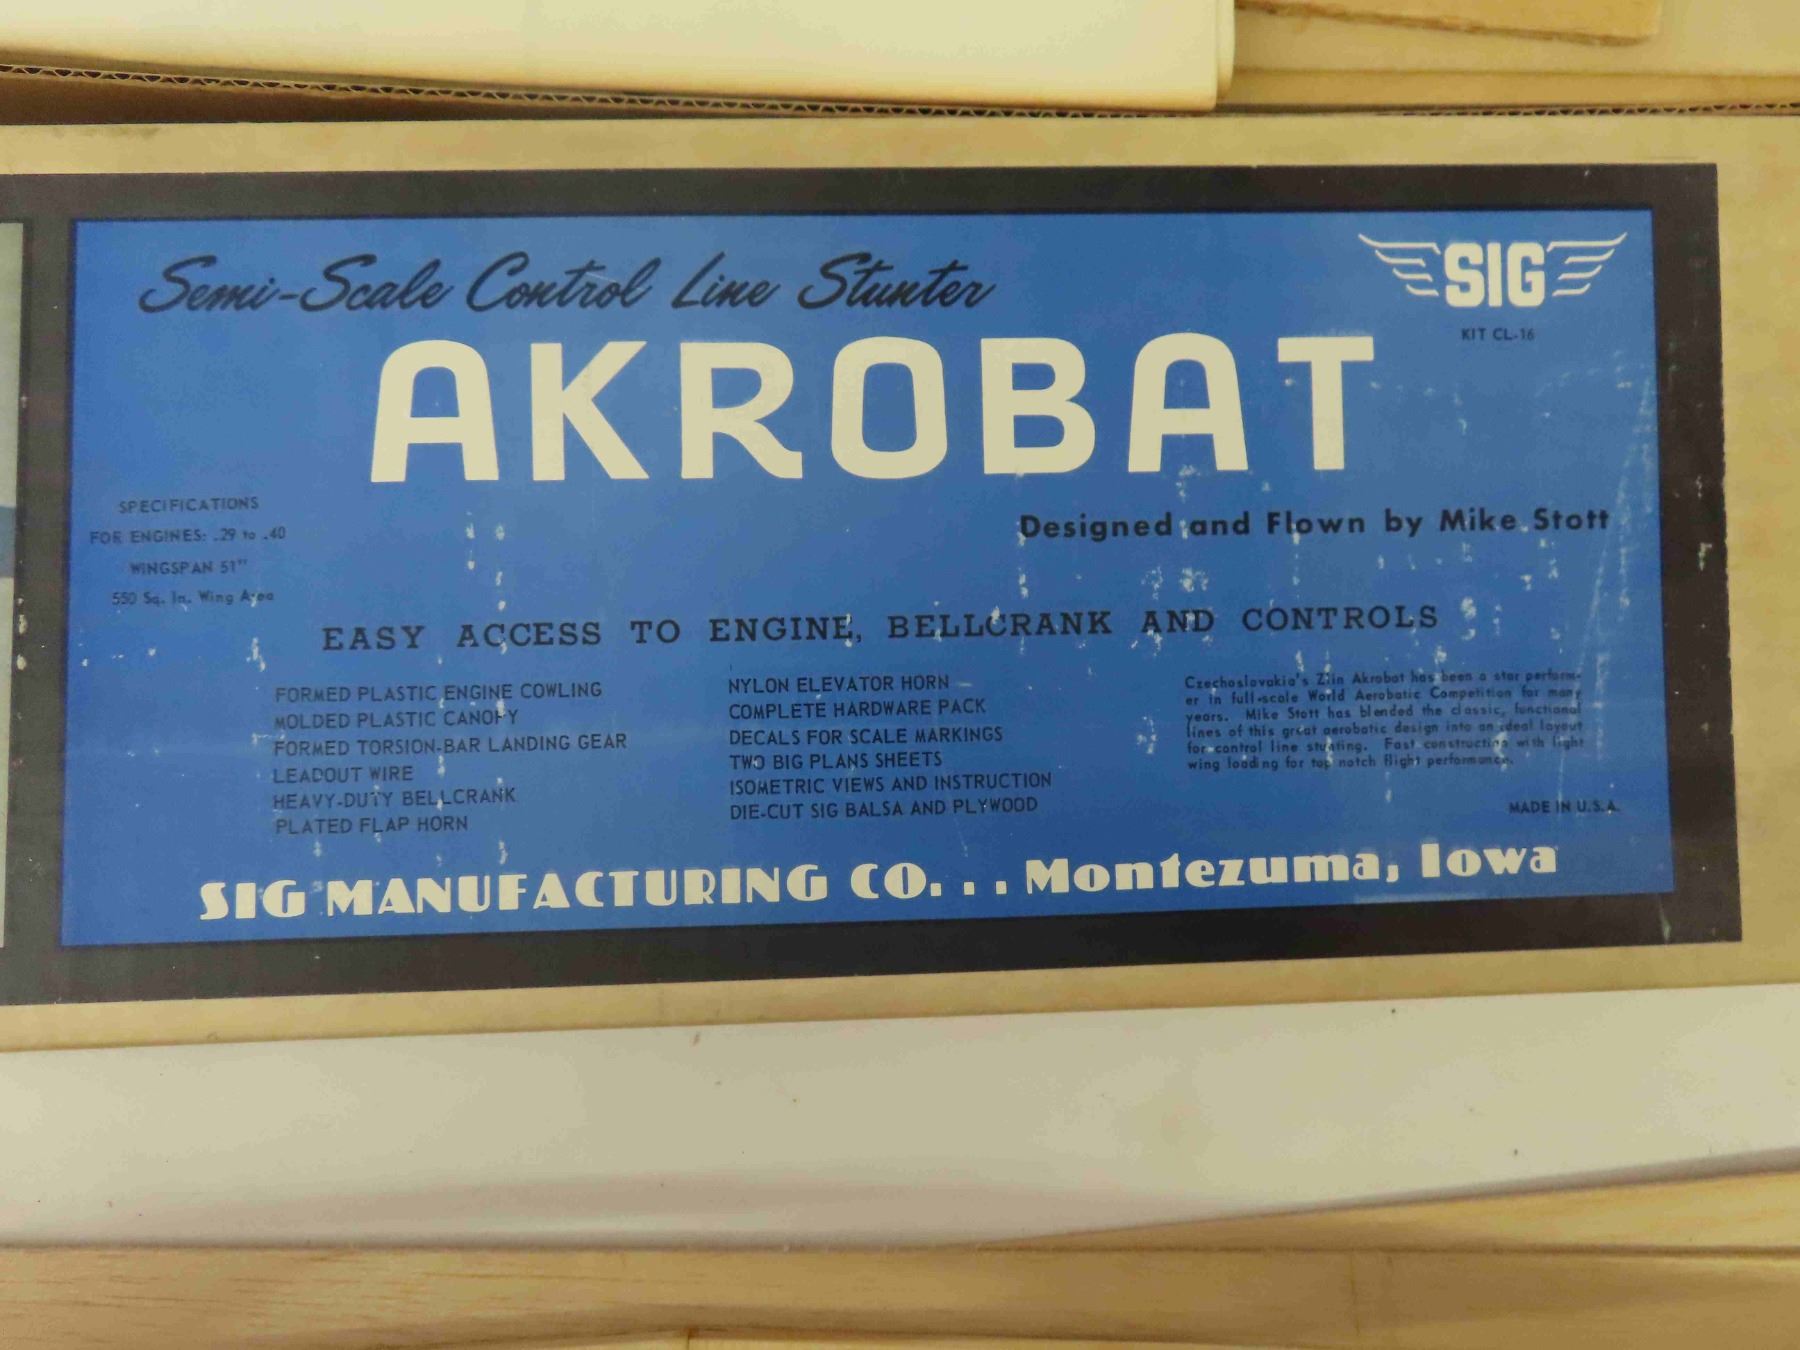 Semi-Scale Control Line Stunter
SIG
KIT CL-16
AKROBAT
SPECIFICATIONS
FOR ENGINES: .29 to .40
WINGSPAN 51"
550 Sq. In. Wing Area
Designed and Flown by Mike Stott
EASY ACCESS TO ENGINE, BELLCRANK AND CONTROLS
FORMED PLASTIC ENGINE COWLING
MOLDED PLASTIC CANOPY
FORMED TORSION-BAR LANDING GEAR
LEADOUT WIRE
HEAVY-DUTY BELLCRANK
PLATED FLAP HORN
NYLON ELEVATOR HORN
COMPLETE HARDWARE PACK
DECALS FOR SCALE MARKINGS
TWO BIG PLANS SHEETS
ISOMETRIC VIEWS AND INSTRUCTION
DIE-CUT SIG BALSA AND PLYWOOD
Czechoslovakia's Zlin Akrobat has been a star perform-
er in full-scale World Aerobatic Competition for many
years. Mike Stott has blended the classic, functional
lines of this great aerobatic design into an ideal layout
for control line stunting. Fast construction with light
wing loading for top notch flight performance.
MADE IN U.S.A.
SIG MANUFACTURING CO. . . Montezuma, Iowa